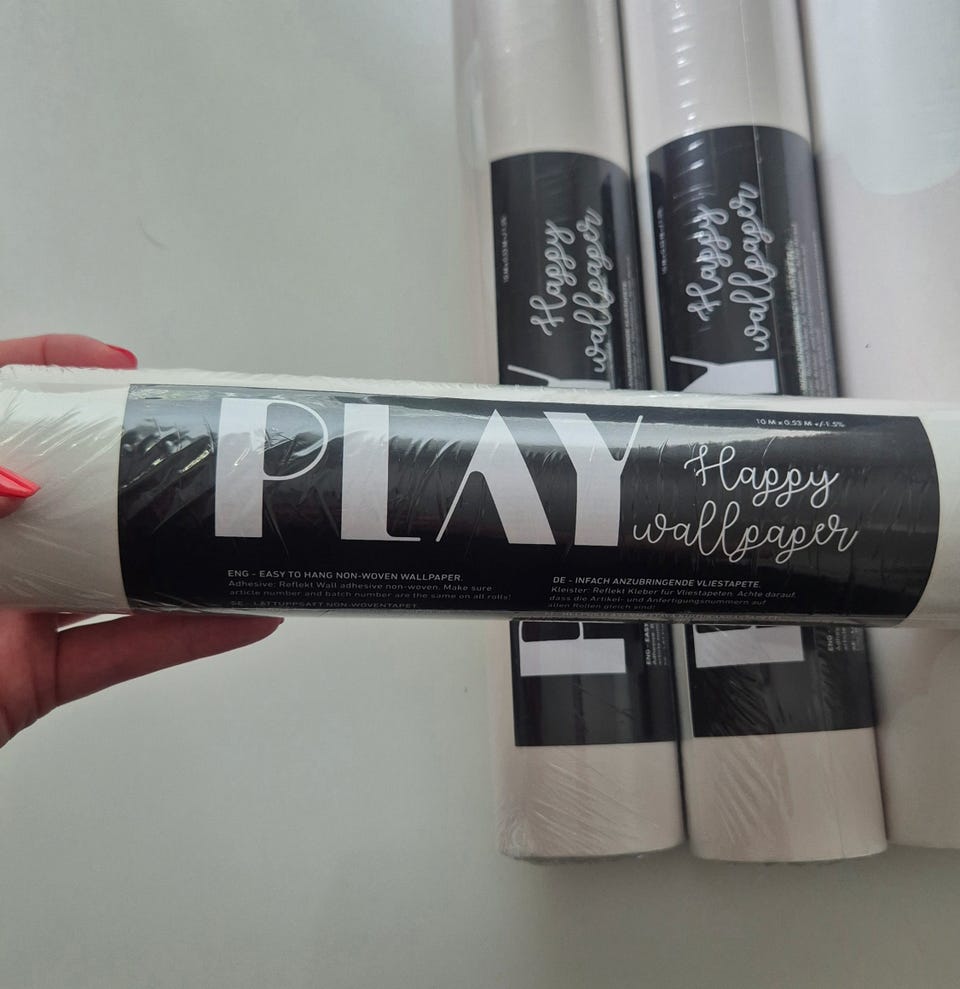 PLAY
Happy
wallpaper
10 M x 0.53 M +/-1.5%
ENG - EASY TO HANG NON-WOVEN WALLPAPER.
Adhesive: Reflekt Wall adhesive non-woven. Make sure
article number and batch number are the same on all rolls!
SE - LÄTTUPPSATT NON-WOVENTAPET.
DE - INFACH ANZUBRINGENDE VLIESTAPETE.
Kleister: Reflekt Kleber für Vliestapeten. Achte darauf,
dass die Artikel- und Anfertigungsnummern auf
allen Rollen gleich sind!
Happy
wallpaper
Happy
wallpaper